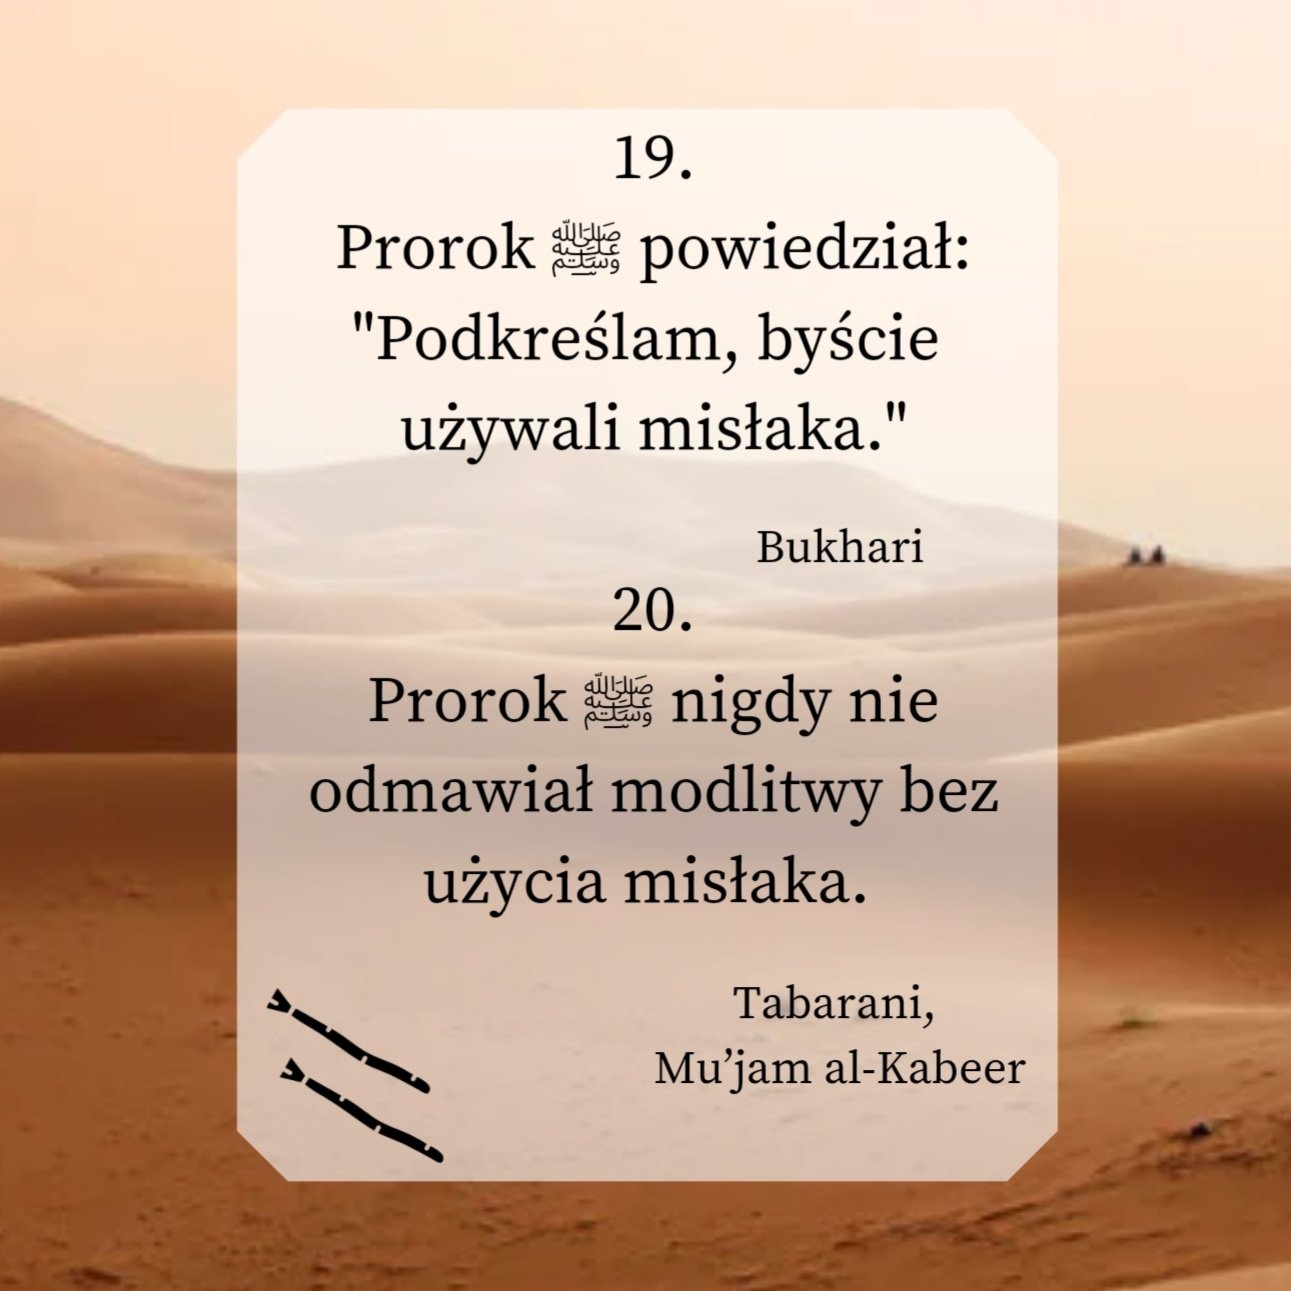 19.
Prorok ﷺ powiedział:
"Podkreślam, byście
używali misłaka."
Bukhari
20.
Prorok ﷺ nigdy nie
odmawiał modlitwy bez
użycia misłaka.
Tabarani,
Mu’jam al-Kabeer